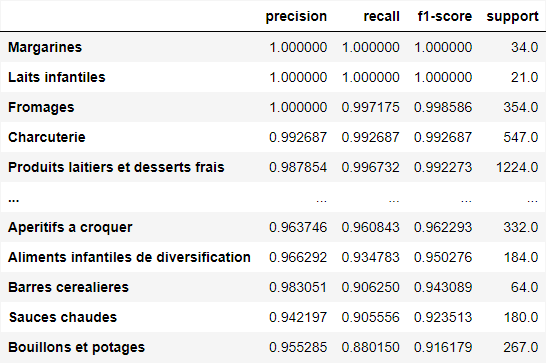 precision recall f1-score support
Margarines 1.000000 1.000000 1.000000 34.0
Laits infantiles 1.000000 1.000000 1.000000 21.0
Fromages 1.000000 0.997175 0.998586 354.0
Charcuterie 0.992687 0.992687 0.992687 547.0
Produits laitiers et desserts frais 0.987854 0.996732 0.992273 1224.0
... ... ... ... ...
Aperitifs a croquer 0.963746 0.960843 0.962293 332.0
Aliments infantiles de diversification 0.966292 0.934783 0.950276 184.0
Barres cerealieres 0.983051 0.906250 0.943089 64.0
Sauces chaudes 0.942197 0.905556 0.923513 180.0
Bouillons et potages 0.955285 0.880150 0.916179 267.0